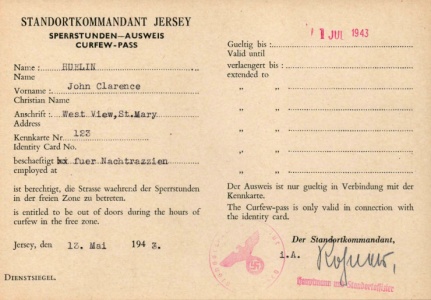 STANDORTKOMMANDANT JERSEY
SPERRSTUNDEN—AUSWEIS
CURFEW-PASS
Name : HUELIN
Name
Vorname : John Clarence
Christian Name
Anschrift : West View,St.Mary
Address
Kennkarte Nr. 123
Identity Card No.
beschaeftigt fuer Nachtrazzien
employed at
ist berechtigt, die Strasse waehrend der Sperrstunden
in der freien Zone zu betreten.
is entitled to be out of doors during the hours of
curfew in the free zone.
Jersey, den 12. Mai 1943.
DIENSTSIEGEL.
Gueltig bis : 1 JUL 1943
Valid until
verlaengert bis :
extended to
" "
" "
" "
" "
" "
" "
Der Ausweis ist nur gueltig in Verbindung mit der
Kennkarte.
The Curfew-pass is only valid in connection with
the identity card.
Der Standortkommandant,
i.A.
Hauptmann und Standortoffizier